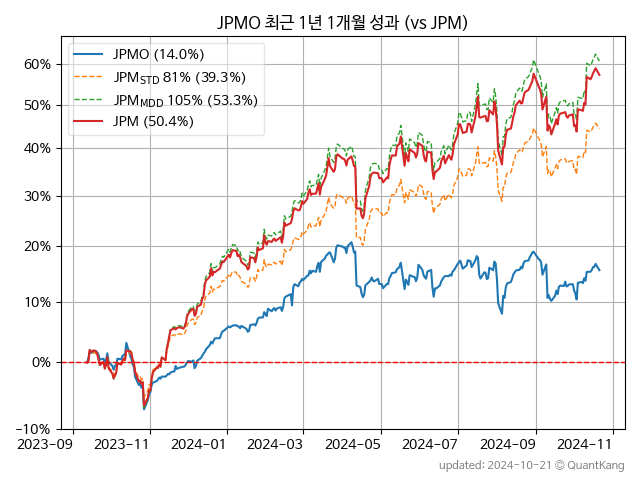 JPMO 최근 1년 1개월 성과 (vs JPM)
JPMO (14.0%)
JPM_STD 81% (39.3%)
JPM_MDD 105% (53.3%)
JPM (50.4%)
60%
50%
40%
30%
20%
10%
0%
−10%
2023-09 2023-11 2024-01 2024-03 2024-05 2024-07 2024-09 2024-11
updated: 2024-10-21 © QuantKang